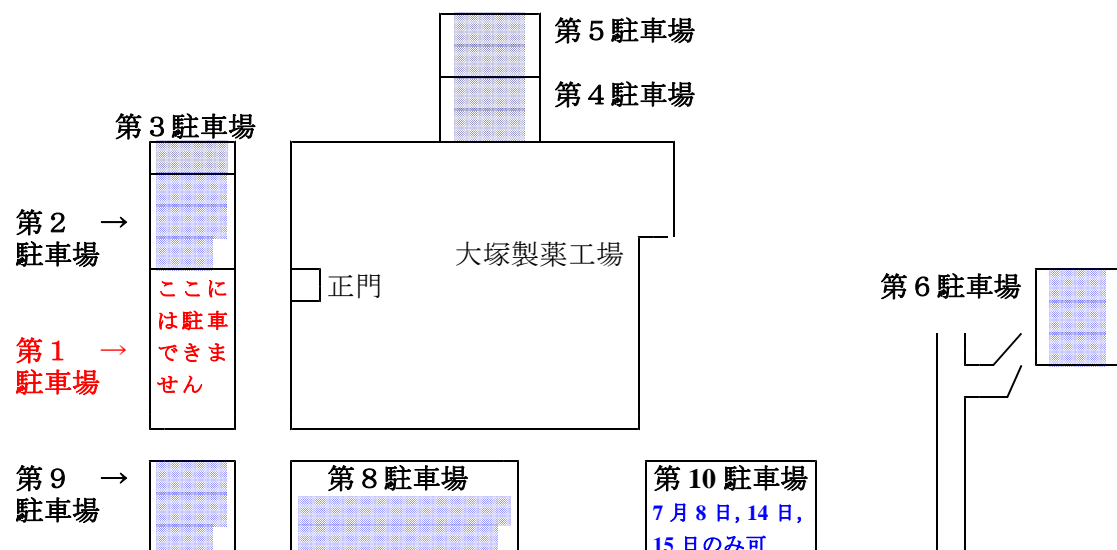 第５駐車場
第４駐車場
第３駐車場
第２　→
駐車場
大塚製薬工場
正門
第６駐車場
ここに
は駐車
できま
せん
第１　→
駐車場
第９　→
駐車場
第８駐車場
第 10 駐車場
7 月 8 日, 14 日,
15 日のみ可